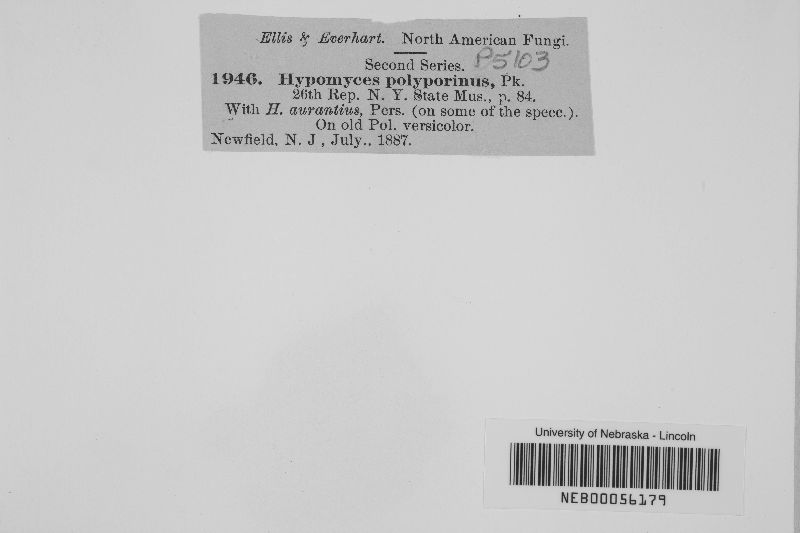 Ellis & Everhart. North American Fungi.
Second Series. P5103
1946. Hypomyces polyporinus, Pk.
26th Rep. N. Y. State Mus., p. 84.
With H. aurantius, Pers. (on some of the specc.).
On old Pol. versicolor.
Newfield, N. J , July., 1887.
University of Nebraska - Lincoln
NEB00056179